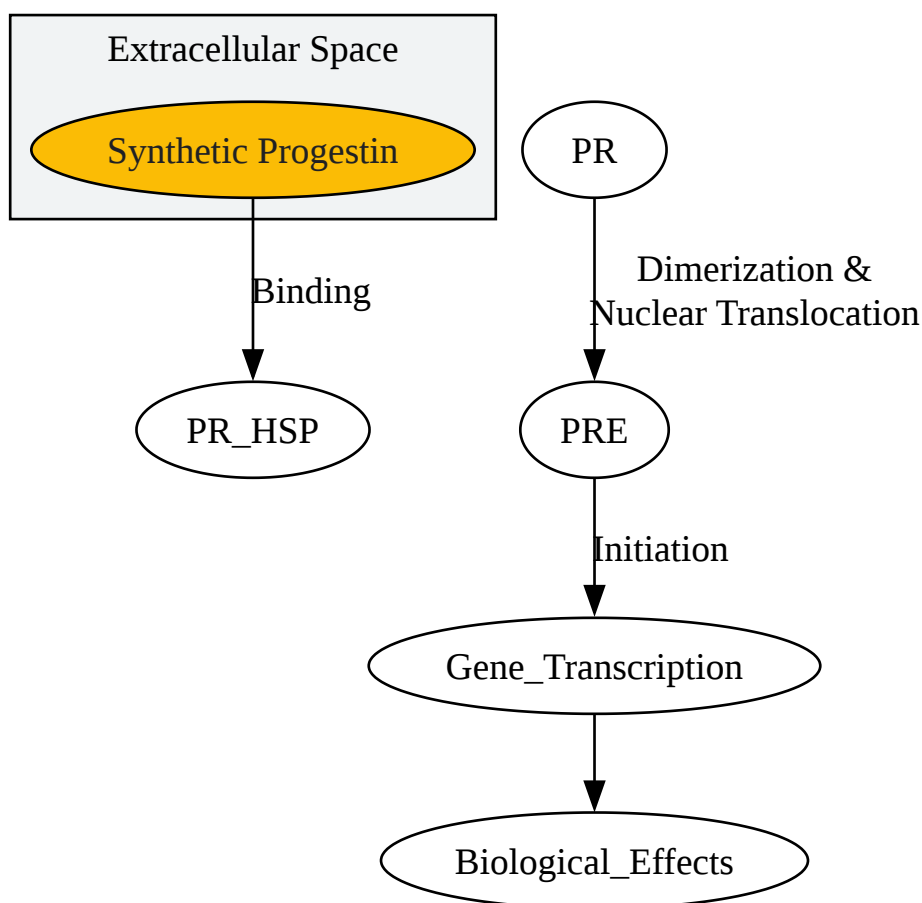 Extracellular Space
Synthetic Progestin
PR
Binding
Dimerization &
Nuclear Translocation
PR_HSP
PRE
Initiation
Gene_Transcription
Biological_Effects